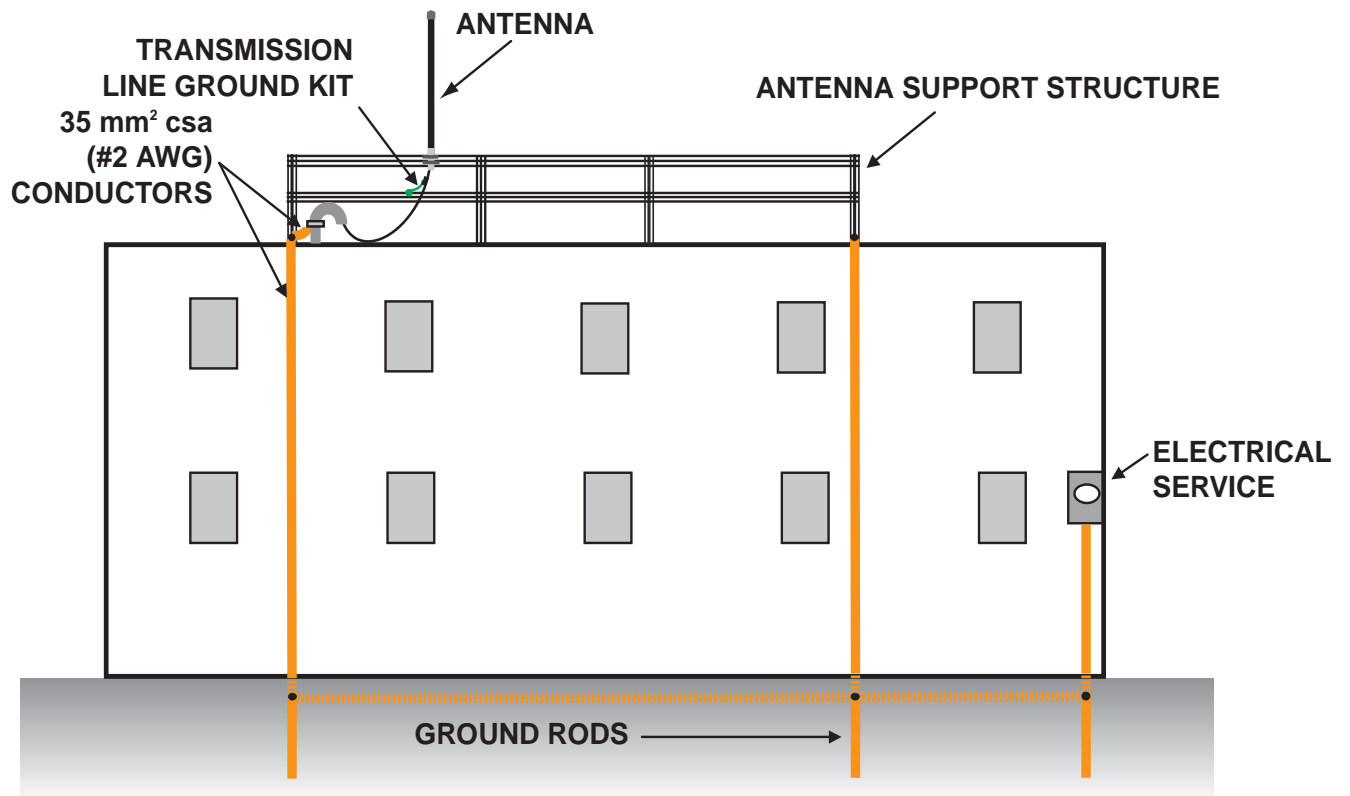 ANTENNA
TRANSMISSION
LINE GROUND KIT
ANTENNA SUPPORT STRUCTURE
35 mm² csa
(#2 AWG)
CONDUCTORS
ELECTRICAL
SERVICE
GROUND RODS